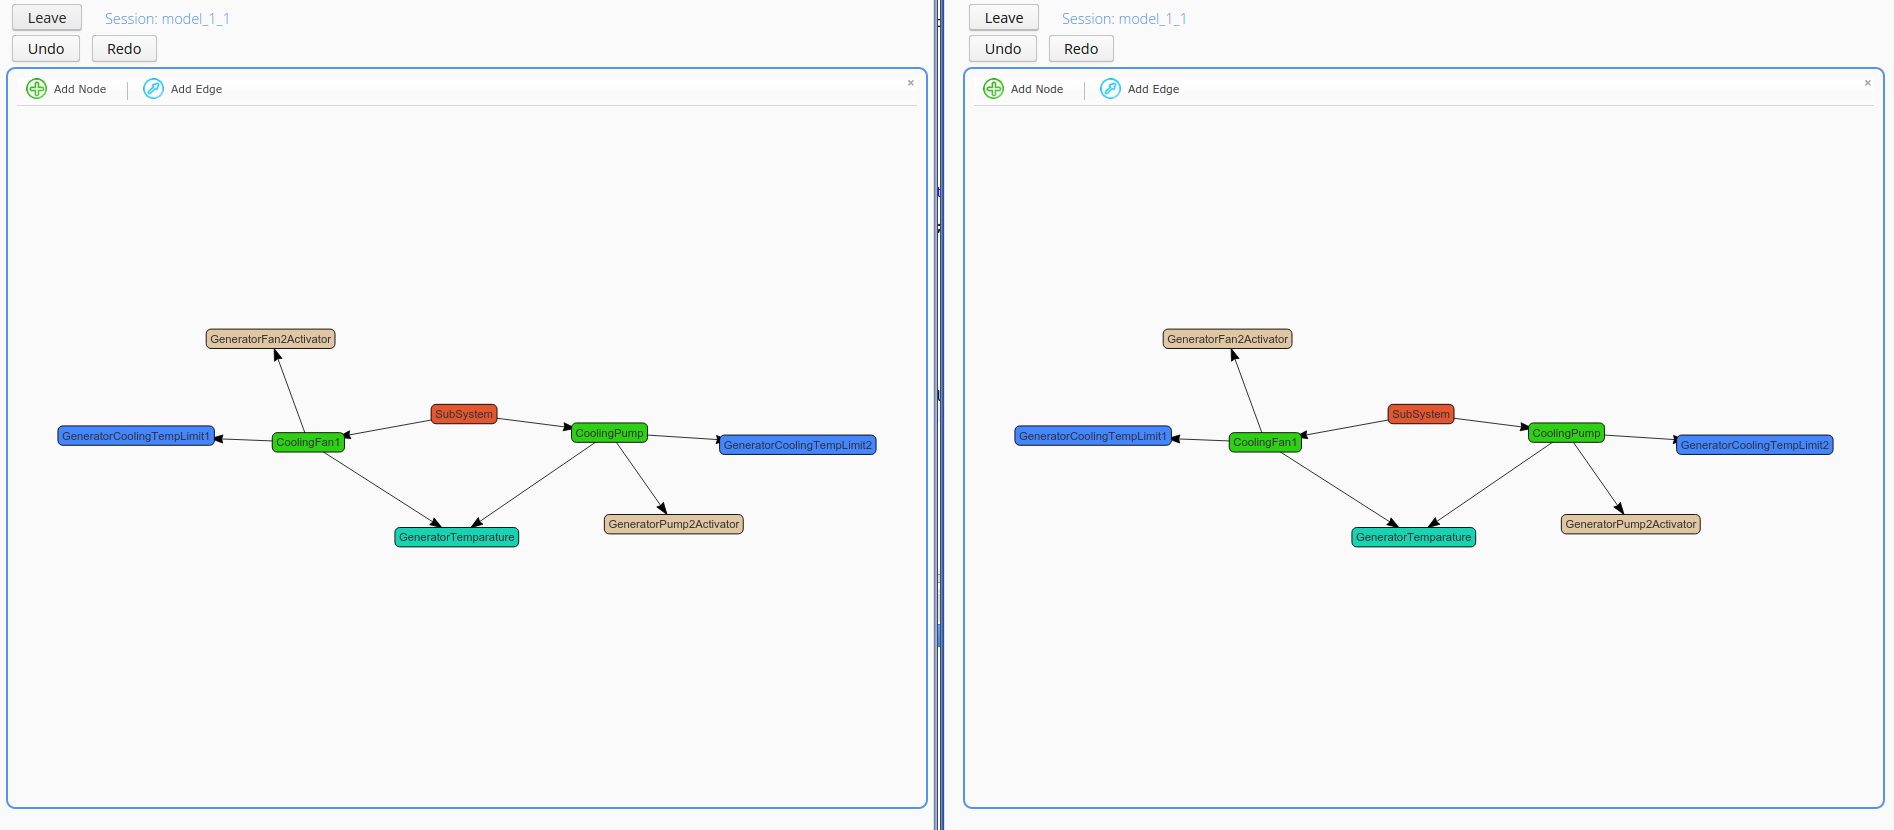 Leave Session: model_1_1
Undo Redo
Add Node Add Edge ×
GeneratorFan2Activator
SubSystem
GeneratorCoolingTempLimit1
CoolingFan1
CoolingPump
GeneratorCoolingTempLimit2
GeneratorPump2Activator
GeneratorTemparature
Leave Session: model_1_1
Undo Redo
Add Node Add Edge ×
GeneratorFan2Activator
SubSystem
GeneratorCoolingTempLimit1
CoolingFan1
CoolingPump
GeneratorCoolingTempLimit2
GeneratorPump2Activator
GeneratorTemparature